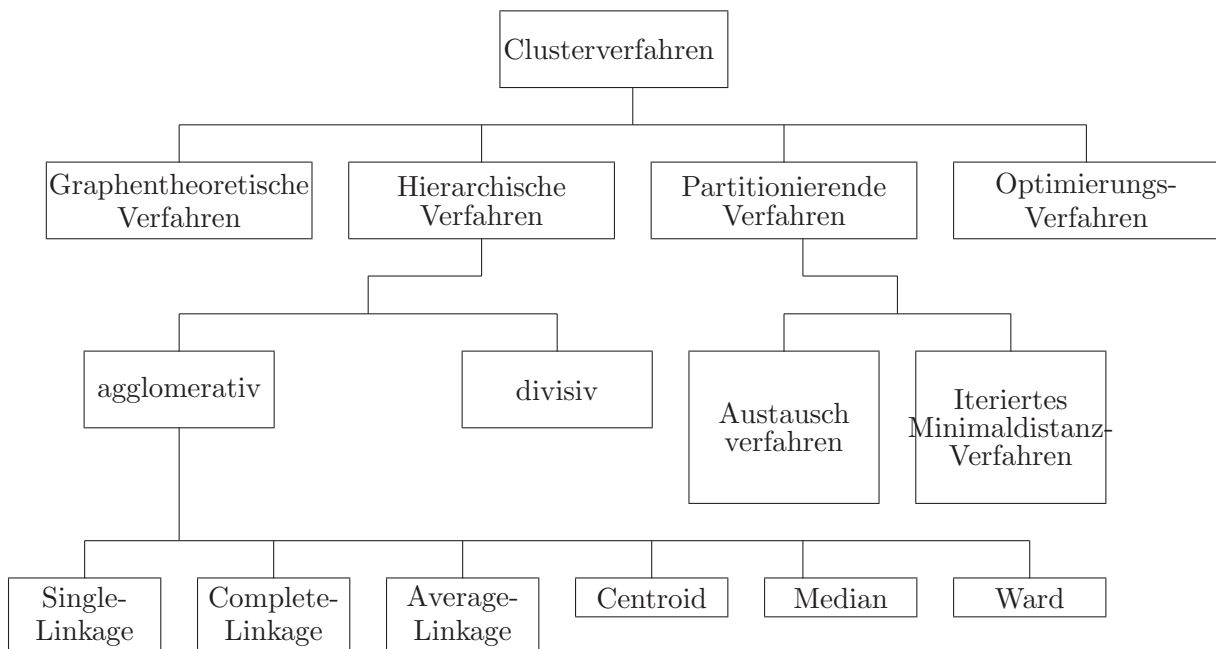 Clusterverfahren
Graphentheoretische
Verfahren
Hierarchische
Verfahren
Partitionierende
Verfahren
Optimierungs-
Verfahren
agglomerativ
divisiv
Austausch
verfahren
Iteriertes
Minimaldistanz-
Verfahren
Single-
Linkage
Complete-
Linkage
Average-
Linkage
Centroid
Median
Ward